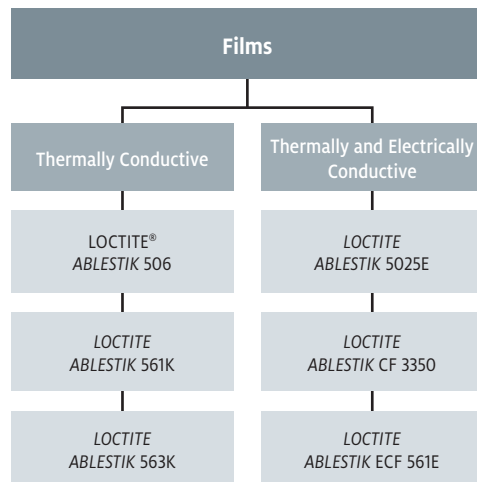 Films
Thermally Conductive
LOCTITE®
ABLESTIK 506
LOCTITE
ABLESTIK 561K
LOCTITE
ABLESTIK 563K
Thermally and Electrically
Conductive
LOCTITE
ABLESTIK 5025E
LOCTITE
ABLESTIK CF 3350
LOCTITE
ABLESTIK ECF 561E